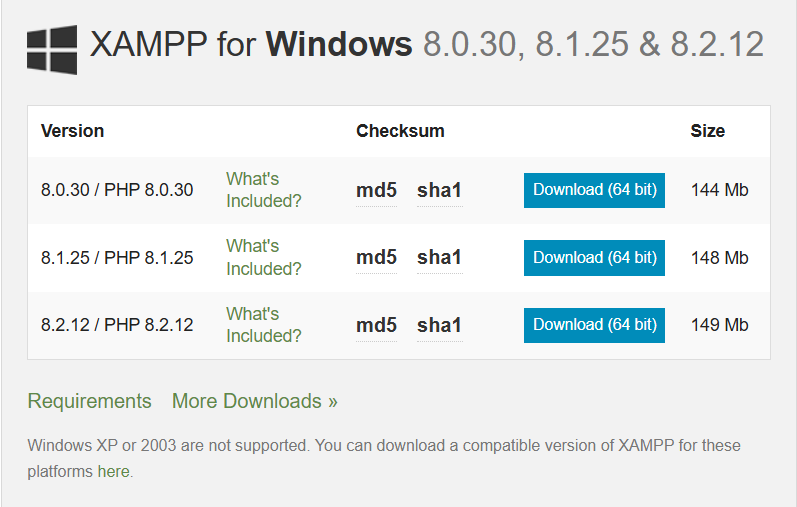 XAMPP for Windows 8.0.30, 8.1.25 & 8.2.12
Version Checksum Size
8.0.30 / PHP 8.0.30 What's Included? md5 sha1 Download (64 bit) 144 Mb
8.1.25 / PHP 8.1.25 What's Included? md5 sha1 Download (64 bit) 148 Mb
8.2.12 / PHP 8.2.12 What's Included? md5 sha1 Download (64 bit) 149 Mb
Requirements More Downloads »
Windows XP or 2003 are not supported. You can download a compatible version of XAMPP for these
platforms here.